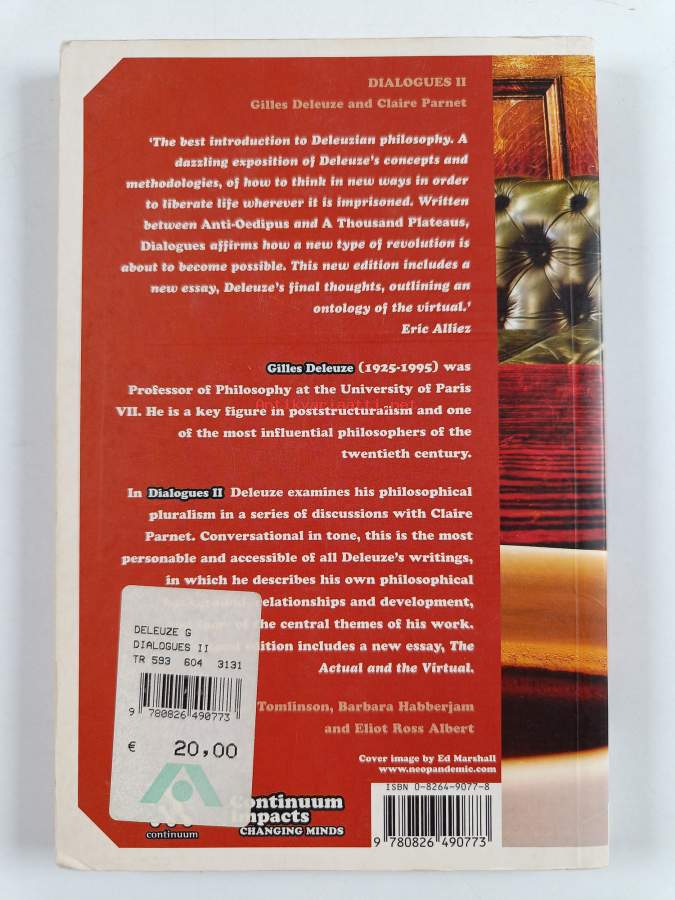 DIALOGUES II
Gilles Deleuze and Claire Parnet
‘The best introduction to Deleuzian philosophy. A
dazzling exposition of Deleuze’s concepts and
methodologies, of how to think in new ways in order
to liberate life wherever it is imprisoned. Written
between Anti-Oedipus and A Thousand Plateaus,
Dialogues affirms how a new type of revolution is
about to become possible. This new edition includes a
new essay, Deleuze’s final thoughts, outlining an
ontology of the virtual.’
Eric Alliez
Gilles Deleuze (1925-1995) was
Professor of Philosophy at the University of Paris
VII. He is a key figure in poststructuralism and one
of the most influential philosophers of the
twentieth century.
In Dialogues II Deleuze examines his philosophical
pluralism in a series of discussions with Claire
Parnet. Conversational in tone, this is the most
personable and accessible of all Deleuze’s writings,
in which he describes his own philosophical
relationships and development,
the central themes of his work.
edition includes a new essay, The
Actual and the Virtual.
Tomlinson, Barbara Habberjam
and Eliot Ross Albert
Cover image by Ed Marshall
www.neopandemic.com
DELEUZE G
DIALOGUES II
TR 593 604 3131
9 780826 490773
€ 20,00
continuum
Continuum
impacts
CHANGING MINDS
ISBN 0-8264-9077-8
9 780826 490773